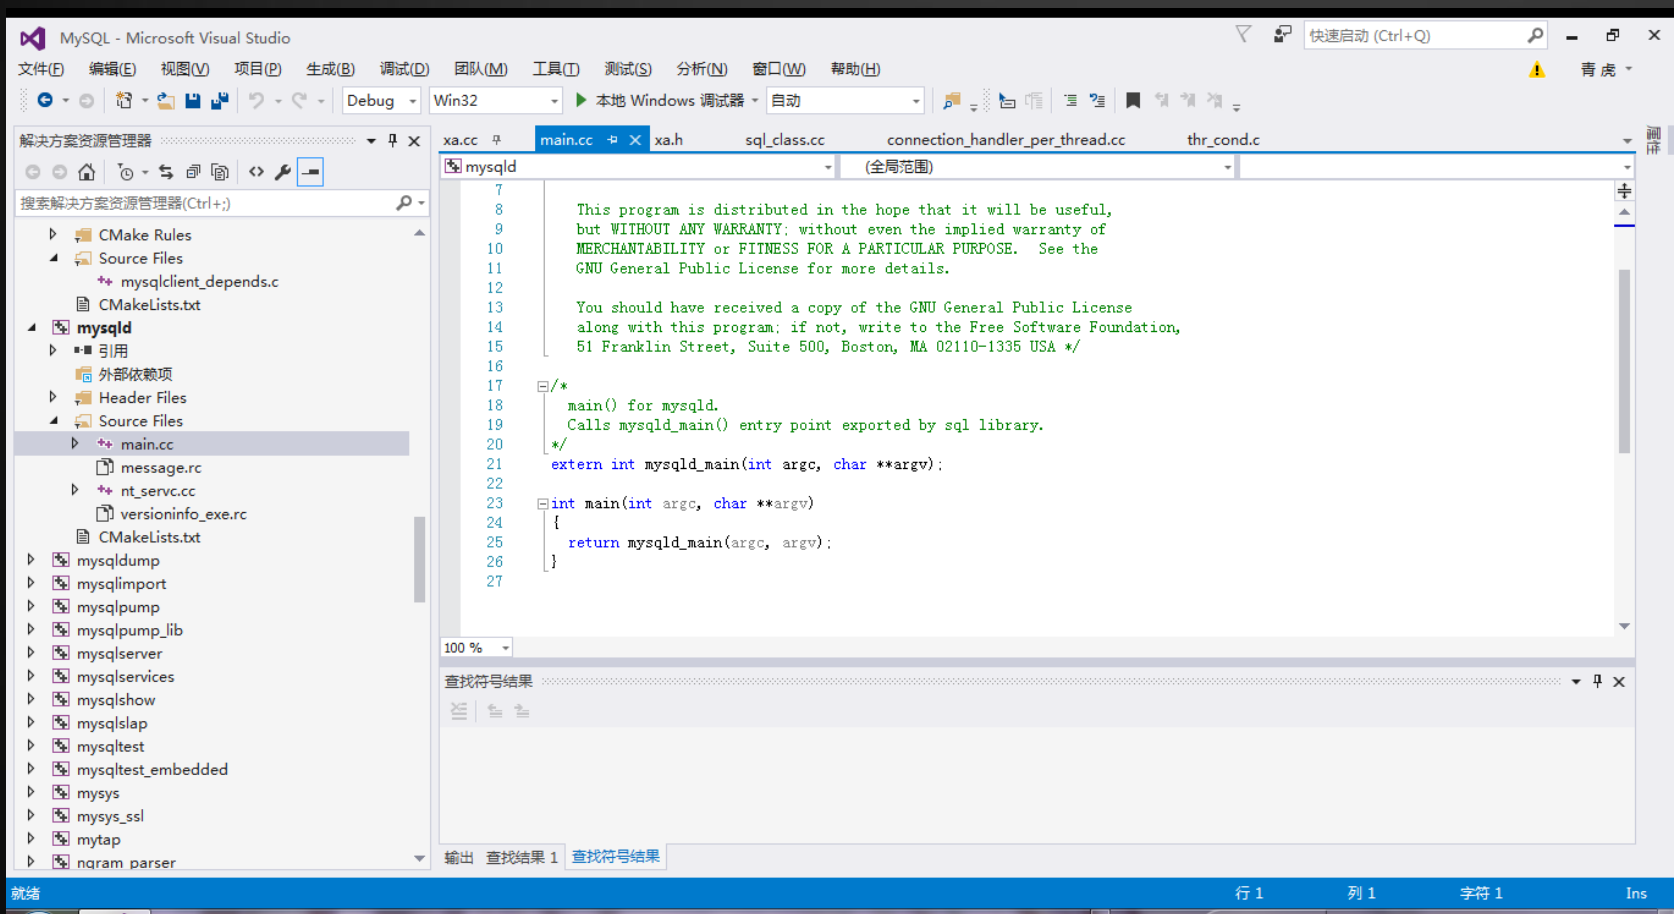 MySQL - Microsoft Visual Studio
快速启动 (Ctrl+Q)
文件(F) 编辑(E) 视图(V) 项目(P) 生成(B) 调试(D) 团队(M) 工具(T) 测试(S) 分析(N) 窗口(W) 帮助(H)
青虎
Debug Win32 本地 Windows 调试器 自动
解决方案资源管理器
搜索解决方案资源管理器(Ctrl+;)
CMake Rules
Source Files
mysqlclient_depends.c
CMakeLists.txt
mysqld
引用
外部依赖项
Header Files
Source Files
main.cc
message.rc
nt_servc.cc
versioninfo_exe.rc
CMakeLists.txt
mysqldump
mysqlimport
mysqlpump
mysqlpump_lib
mysqlserver
mysqlservices
mysqlshow
mysqlslap
mysqltest
mysqltest_embedded
mysys
mysys_ssl
mytap
ngram_parser
xa.cc main.cc xa.h sql_class.cc connection_handler_per_thread.cc thr_cond.c
属性
mysqld (全局范围)
7
8 This program is distributed in the hope that it will be useful,
9 but WITHOUT ANY WARRANTY; without even the implied warranty of
10 MERCHANTABILITY or FITNESS FOR A PARTICULAR PURPOSE. See the
11 GNU General Public License for more details.
12
13 You should have received a copy of the GNU General Public License
14 along with this program; if not, write to the Free Software Foundation,
15 51 Franklin Street, Suite 500, Boston, MA 02110-1335 USA */
16
17 /*
18 main() for mysqld.
19 Calls mysqld_main() entry point exported by sql library.
20 */
21 extern int mysqld_main(int argc, char **argv);
22
23 int main(int argc, char **argv)
24 {
25 return mysqld_main(argc, argv);
26 }
27
100 %
查找符号结果
输出 查找结果 1 查找符号结果
就绪 行 1 列 1 字符 1 Ins